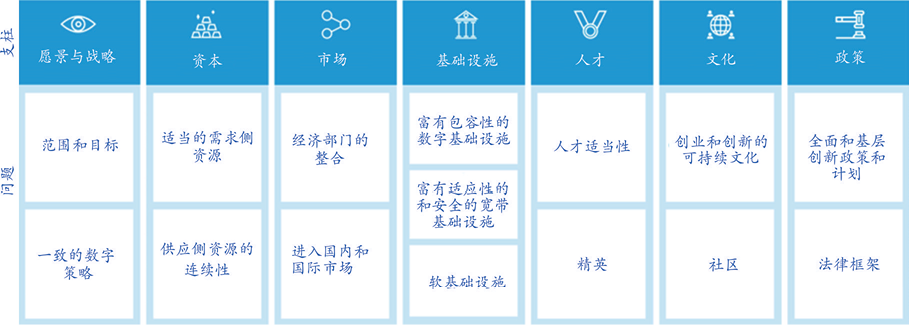 支柱
愿景与战略
资本
市场
基础设施
人才
文化
政策
问题
范围和目标
适当的需求侧
资源
经济部门的
整合
富有包容性的
数字基础设施
人才适当性
创业和创新的
可持续文化
全面和基层
创新政策和
计划
富有适应性的
和安全的宽带
基础设施
一致的数字
策略
供应侧资源的
连续性
进入国内和
国际市场
软基础设施
精英
社区
法律框架